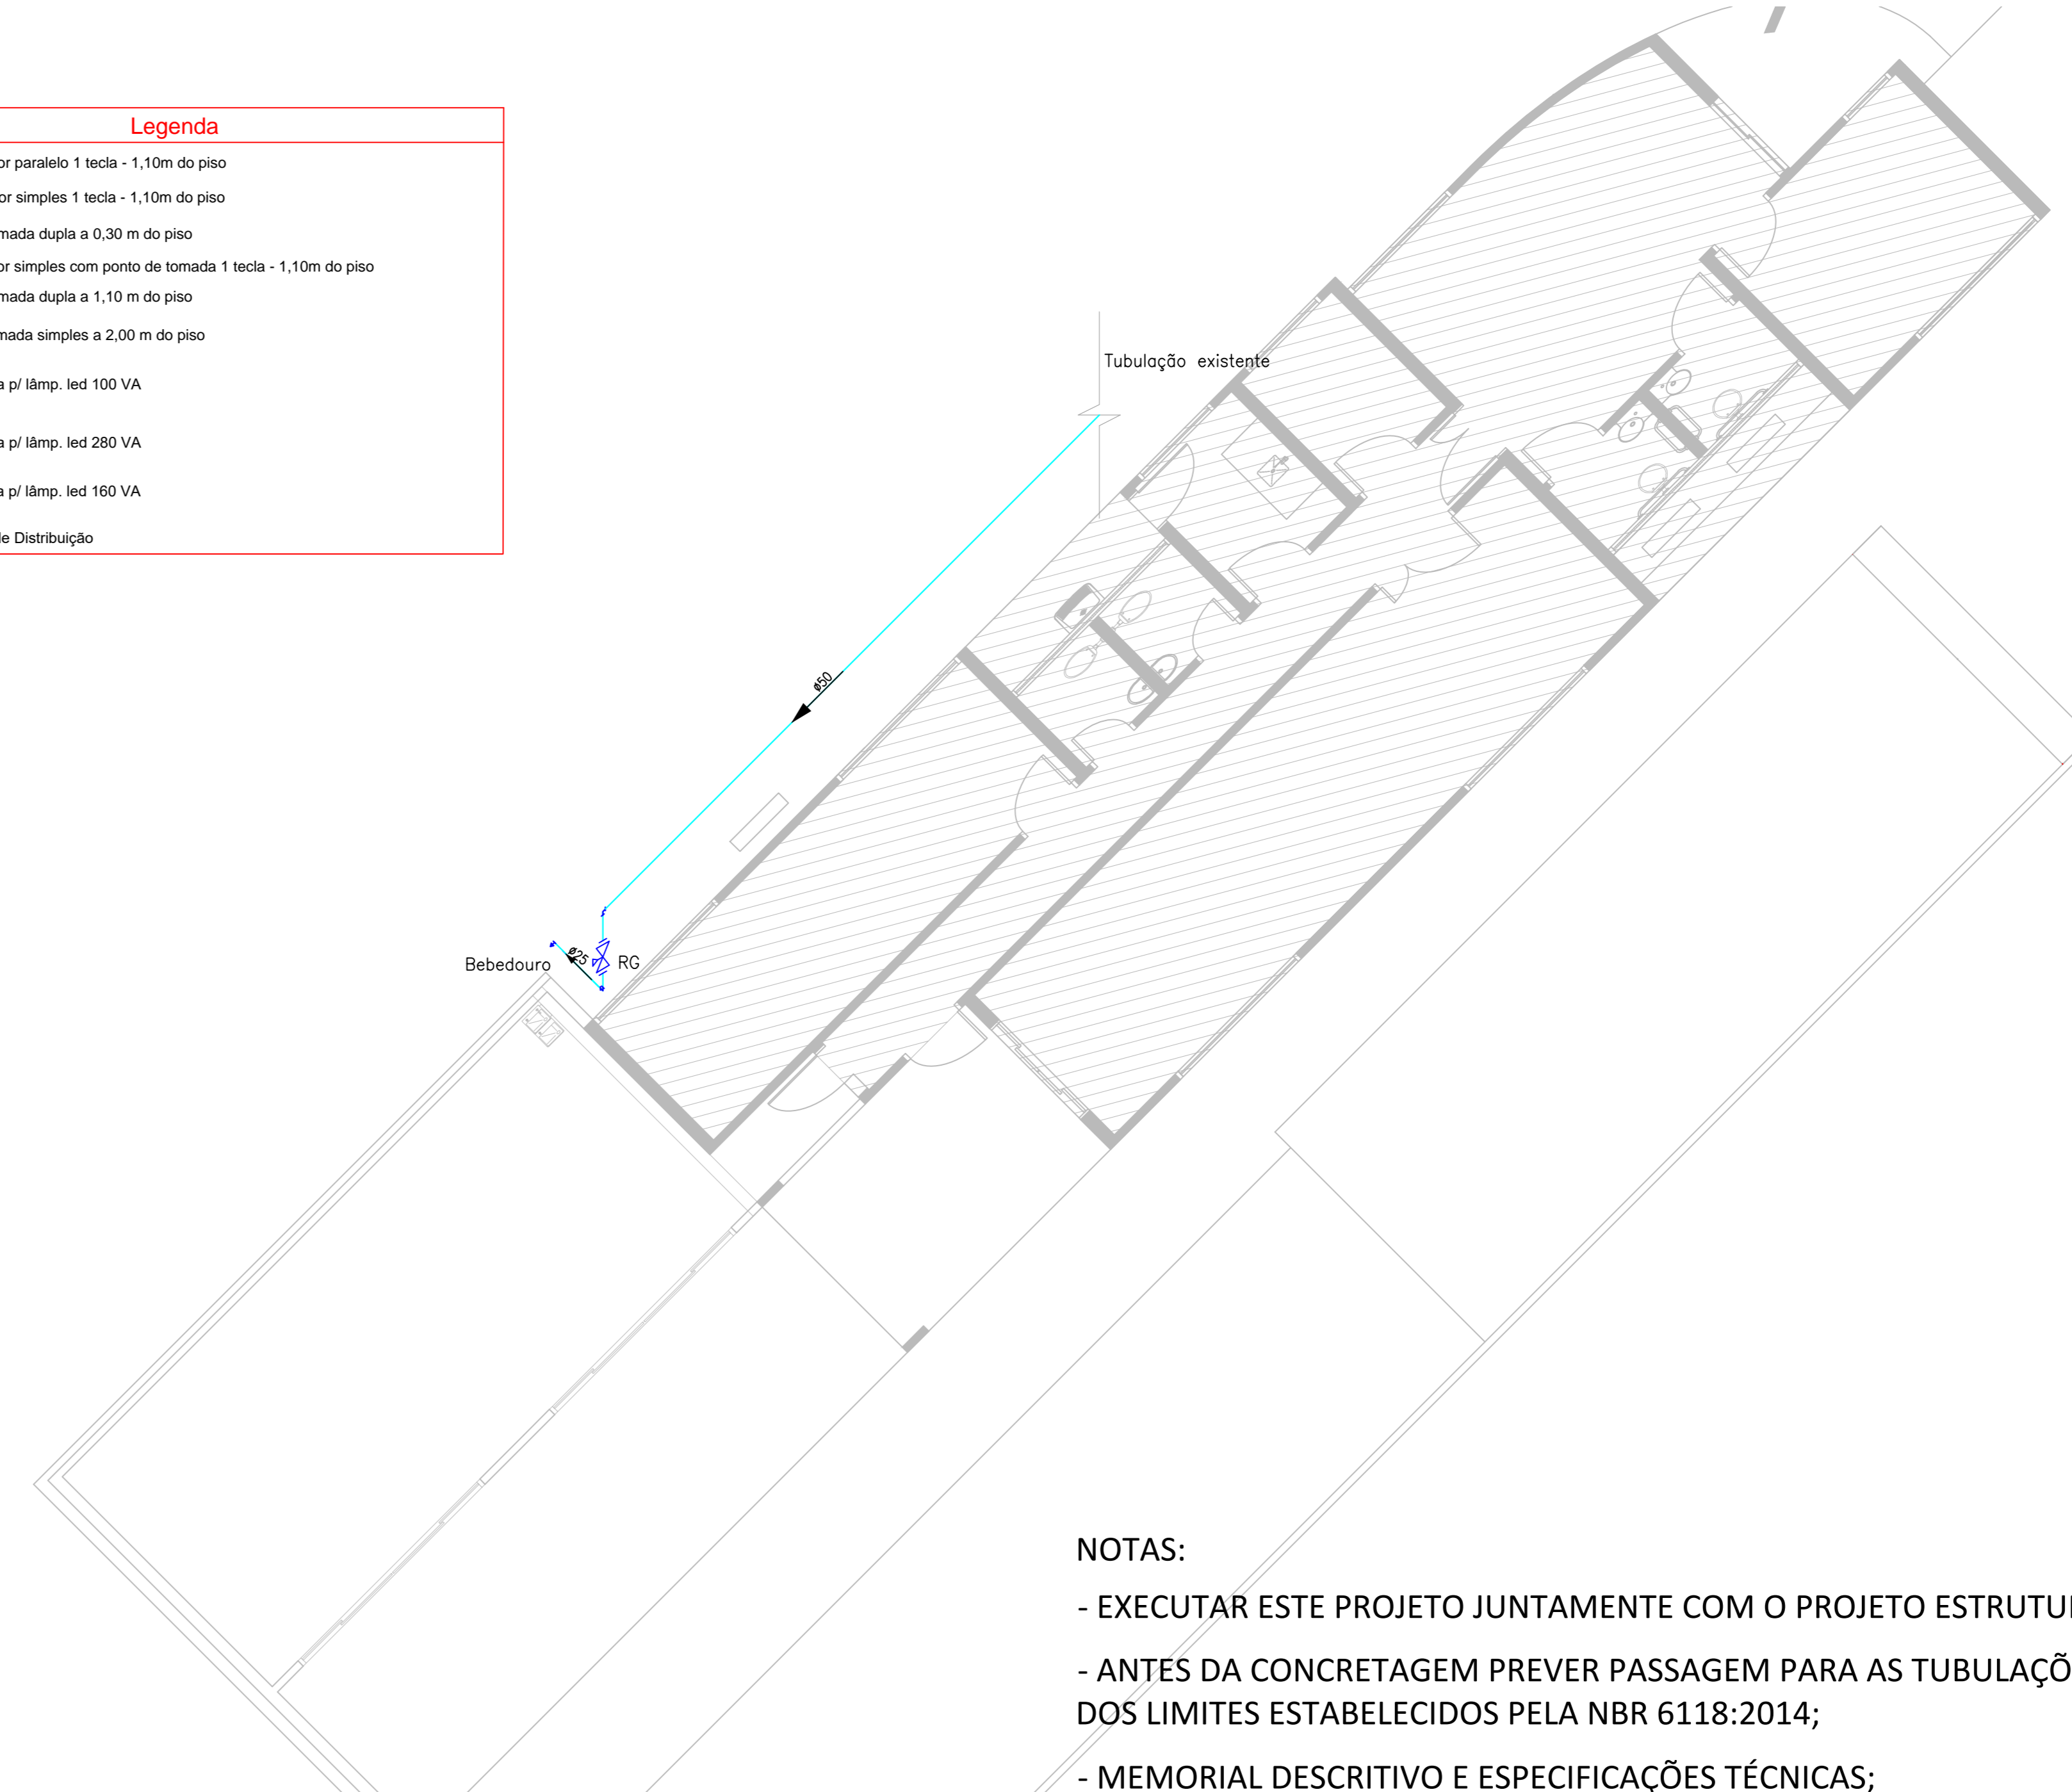 Legenda
or paralelo 1 tecla - 1,10m do piso
or simples 1 tecla - 1,10m do piso
mada dupla a 0,30 m do piso
or simples com ponto de tomada 1 tecla - 1,10m do piso
mada dupla a 1,10 m do piso
mada simples a 2,00 m do piso
a p/ lâmp. led 100 VA
a p/ lâmp. led 280 VA
a p/ lâmp. led 160 VA
de Distribuição
Tubulação existente
ø50
ø25
Bebedouro
RG
NOTAS:
- EXECUTAR ESTE PROJETO JUNTAMENTE COM O PROJETO ESTRUTU
- ANTES DA CONCRETAGEM PREVER PASSAGEM PARA AS TUBULAÇÕ
DOS LIMITES ESTABELECIDOS PELA NBR 6118:2014;
- MEMORIAL DESCRITIVO E ESPECIFICAÇÕES TÉCNICAS;